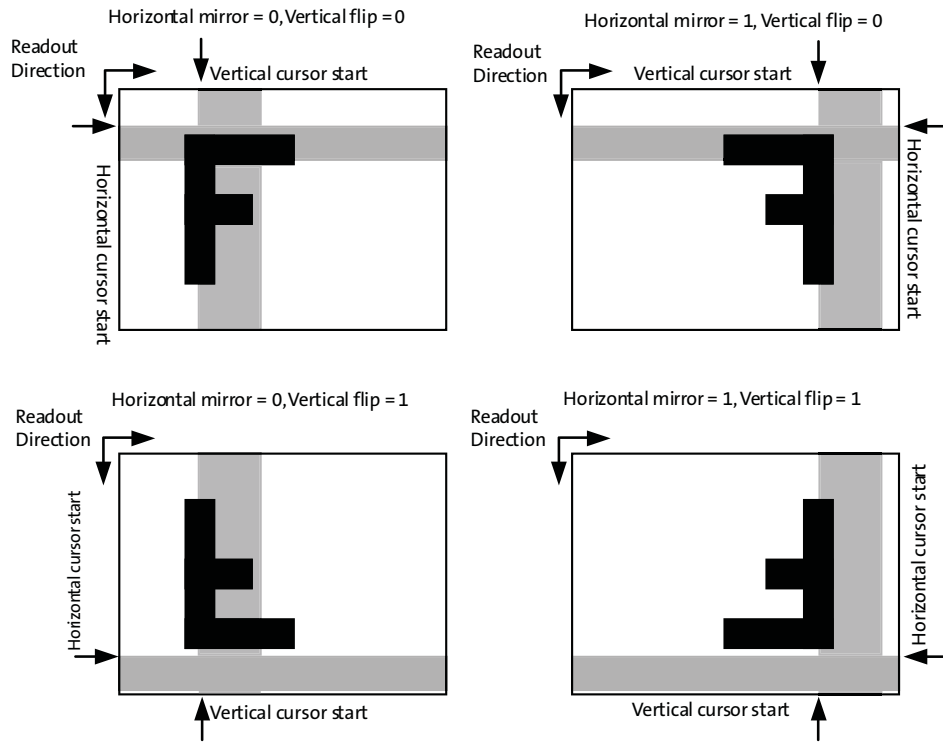 Horizontal mirror = 0, Vertical flip = 0
Readout
Direction
Vertical cursor start
Horizontal cursor start
Horizontal mirror = 1, Vertical flip = 0
Readout
Direction
Vertical cursor start
Horizontal cursor start
Horizontal mirror = 0, Vertical flip = 1
Readout
Direction
Horizontal cursor start
Vertical cursor start
Horizontal mirror = 1, Vertical flip = 1
Readout
Direction
Horizontal cursor start
Vertical cursor start